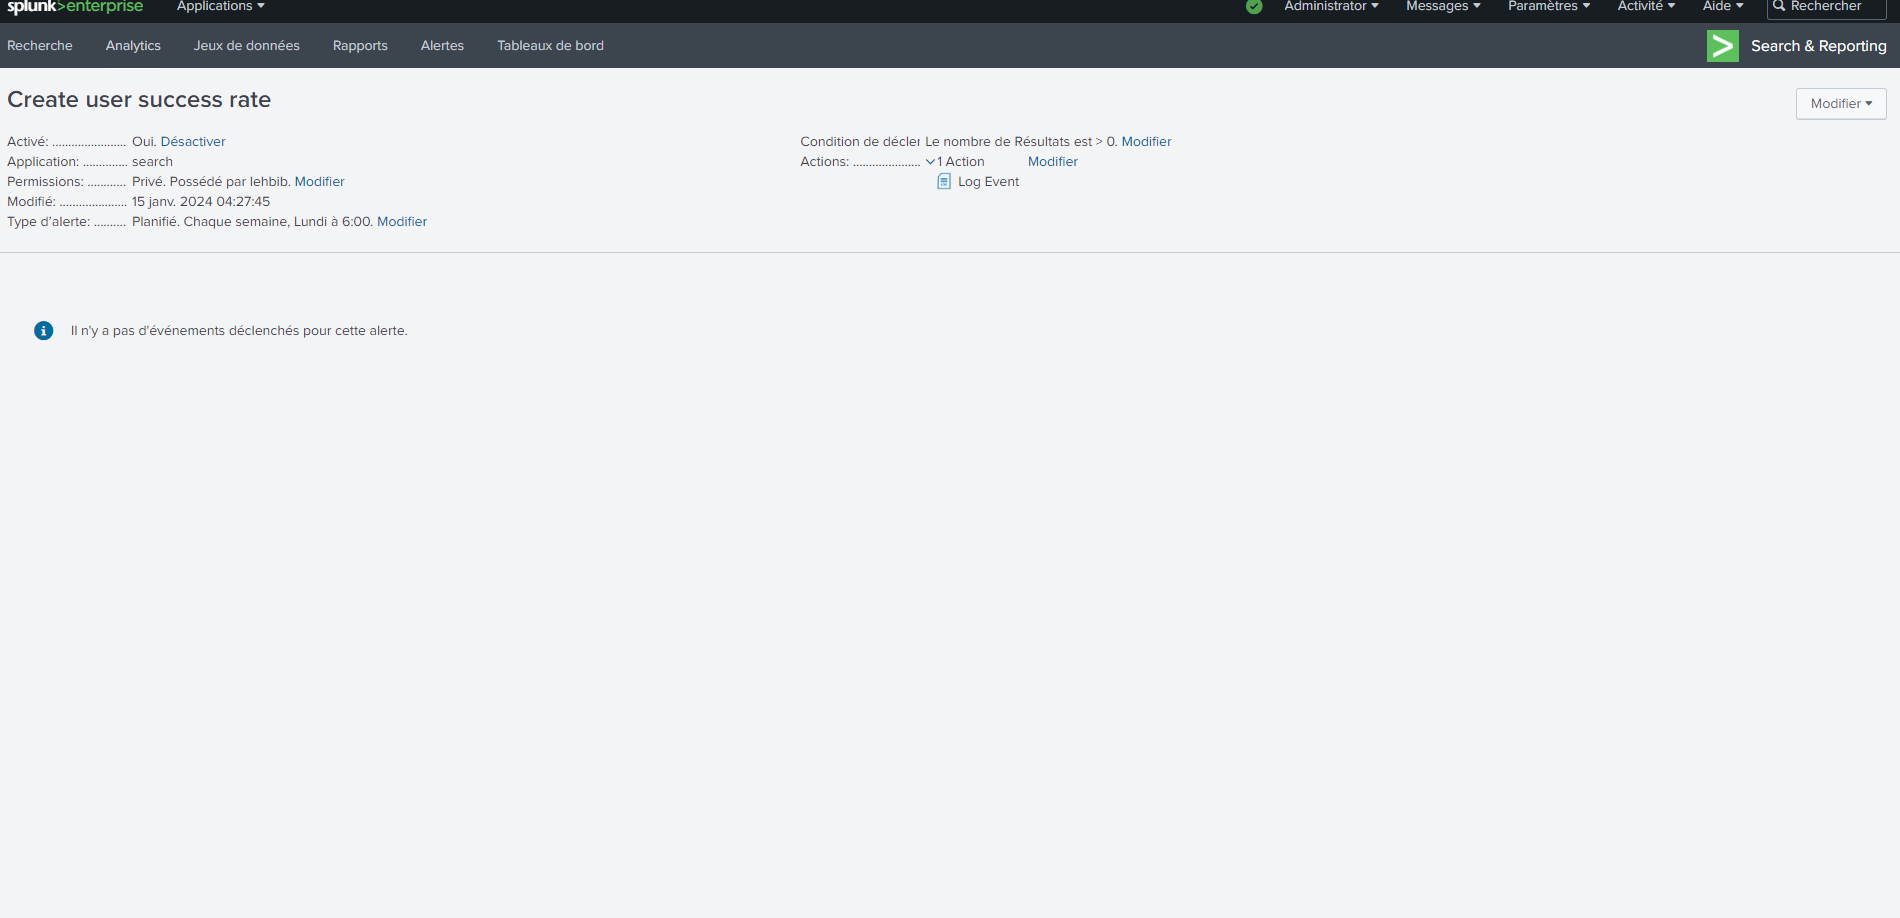 splunk>enterprise Applications Administrator Messages Paramètres Activité Aide Rechercher
Recherche Analytics Jeux de données Rapports Alertes Tableaux de bord Search & Reporting
Create user success rate
Modifier
Activé: ....................... Oui. Désactiver
Application: .............. search
Permissions: ............ Privé. Possédé par lehbib. Modifier
Modifié: ..................... 15 janv. 2024 04:27:45
Type d'alerte: .......... Planifié. Chaque semaine, Lundi à 6:00. Modifier
Condition de décler Le nombre de Résultats est > 0. Modifier
Actions: ..................... 1 Action Modifier
Log Event
Il n'y a pas d'événements déclenchés pour cette alerte.